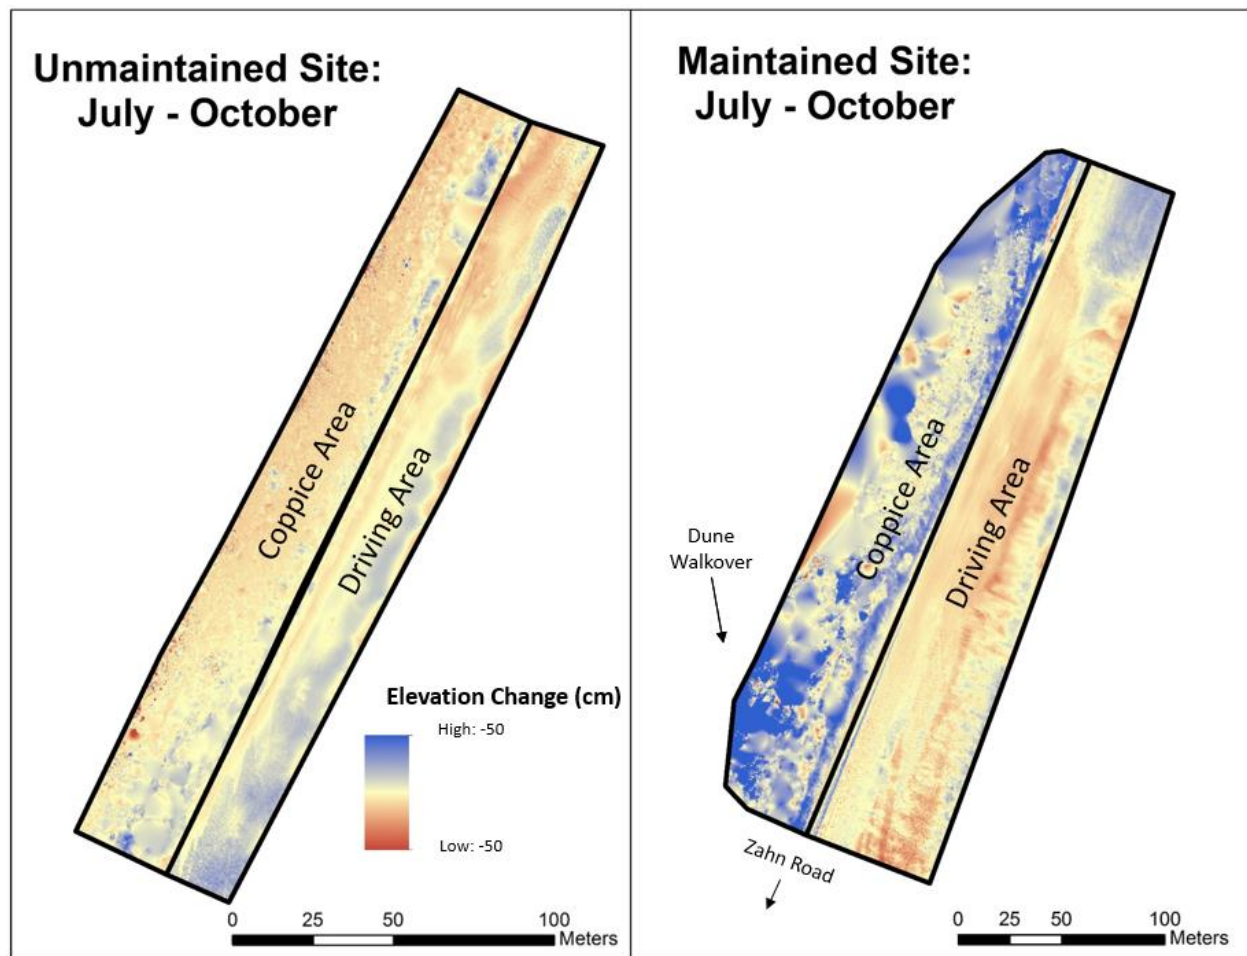 Unmaintained Site:
July - October
Coppice Area
Driving Area
Elevation Change (cm)
High: -50
Low: -50
0 25 50 100
Meters
Maintained Site:
July - October
Coppice Area
Driving Area
Dune
Walkover
Zahn Road
0 25 50 100
Meters